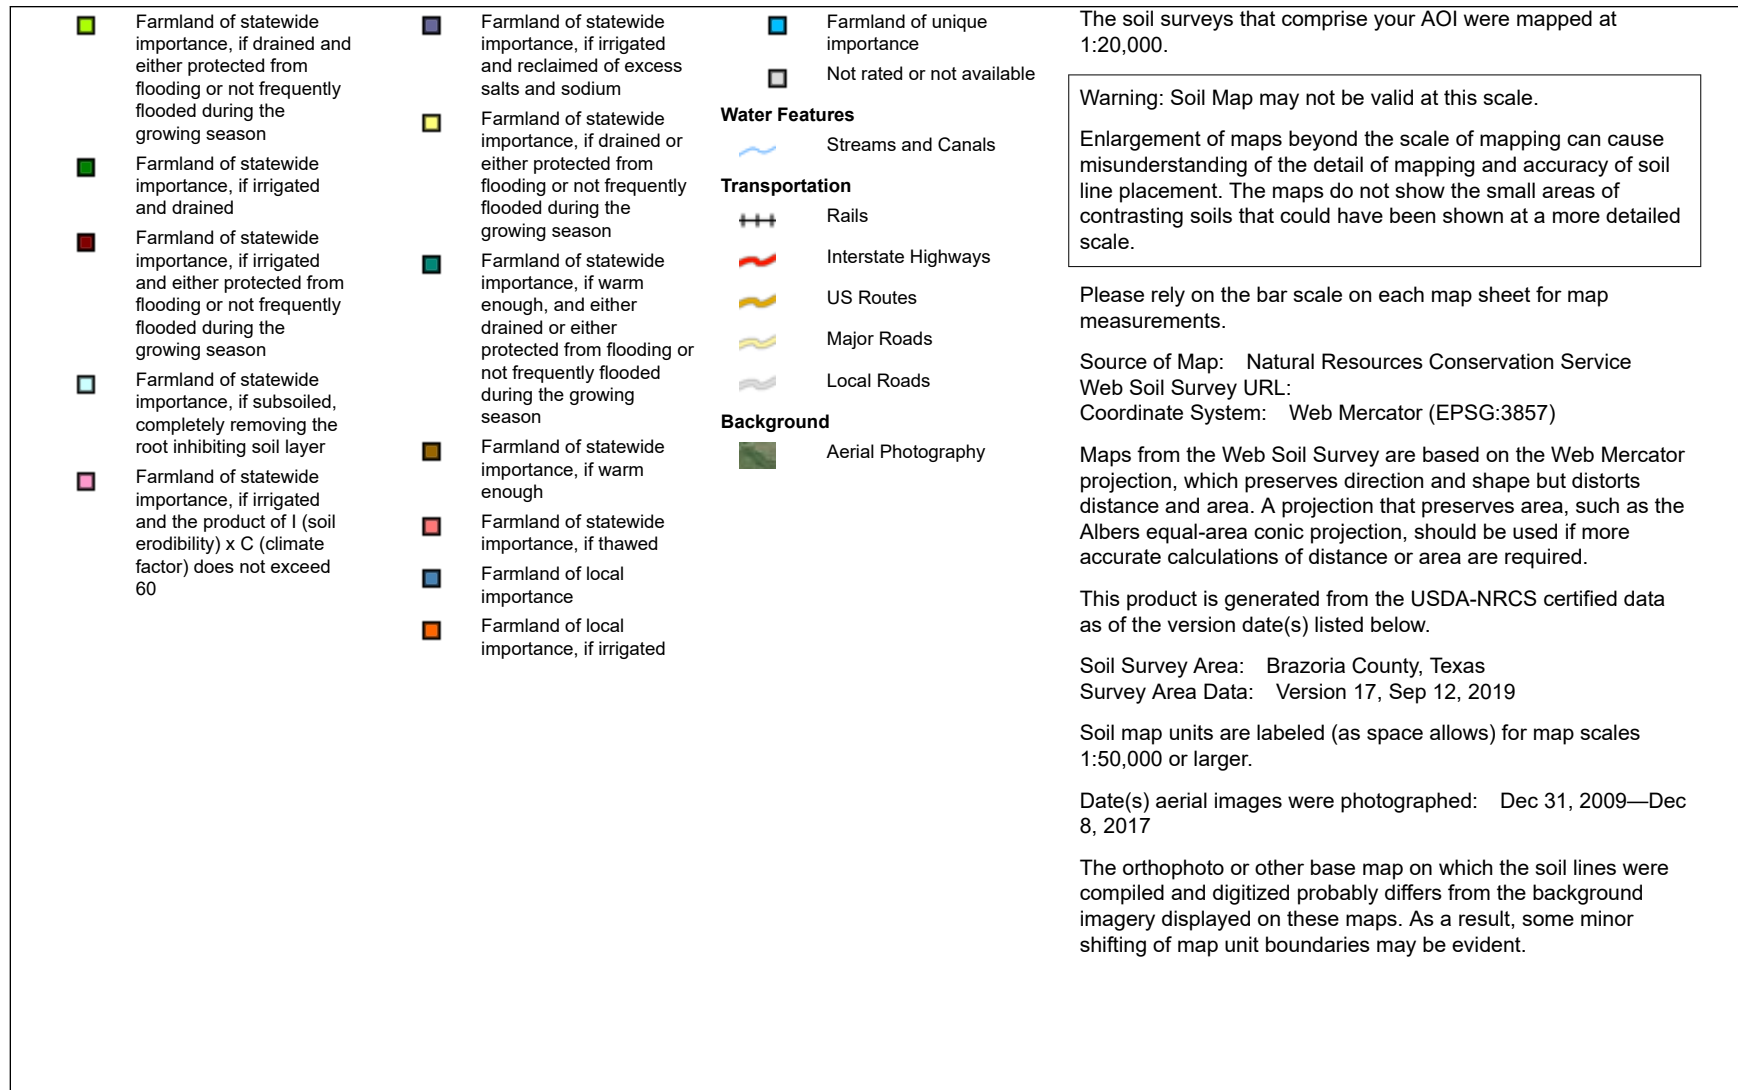 Farmland of statewide
importance, if drained and
either protected from
flooding or not frequently
flooded during the
growing season
Farmland of statewide
importance, if irrigated
and drained
Farmland of statewide
importance, if irrigated
and either protected from
flooding or not frequently
flooded during the
growing season
Farmland of statewide
importance, if subsoiled,
completely removing the
root inhibiting soil layer
Farmland of statewide
importance, if irrigated
and the product of I (soil
erodibility) x C (climate
factor) does not exceed
60
Farmland of statewide
importance, if irrigated
and reclaimed of excess
salts and sodium
Farmland of statewide
importance, if drained or
either protected from
flooding or not frequently
flooded during the
growing season
Farmland of statewide
importance, if warm
enough, and either
drained or either
protected from flooding or
not frequently flooded
during the growing
season
Farmland of statewide
importance, if warm
enough
Farmland of statewide
importance, if thawed
Farmland of local
importance
Farmland of local
importance, if irrigated
Farmland of unique
importance
Not rated or not available
Water Features
Streams and Canals
Transportation
Rails
Interstate Highways
US Routes
Major Roads
Local Roads
Background
Aerial Photography
The soil surveys that comprise your AOI were mapped at
1:20,000.
Warning: Soil Map may not be valid at this scale.
Enlargement of maps beyond the scale of mapping can cause
misunderstanding of the detail of mapping and accuracy of soil
line placement. The maps do not show the small areas of
contrasting soils that could have been shown at a more detailed
scale.
Please rely on the bar scale on each map sheet for map
measurements.
Source of Map: Natural Resources Conservation Service
Web Soil Survey URL:
Coordinate System: Web Mercator (EPSG:3857)
Maps from the Web Soil Survey are based on the Web Mercator
projection, which preserves direction and shape but distorts
distance and area. A projection that preserves area, such as the
Albers equal-area conic projection, should be used if more
accurate calculations of distance or area are required.
This product is generated from the USDA-NRCS certified data
as of the version date(s) listed below.
Soil Survey Area: Brazoria County, Texas
Survey Area Data: Version 17, Sep 12, 2019
Soil map units are labeled (as space allows) for map scales
1:50,000 or larger.
Date(s) aerial images were photographed: Dec 31, 2009—Dec
8, 2017
The orthophoto or other base map on which the soil lines were
compiled and digitized probably differs from the background
imagery displayed on these maps. As a result, some minor
shifting of map unit boundaries may be evident.